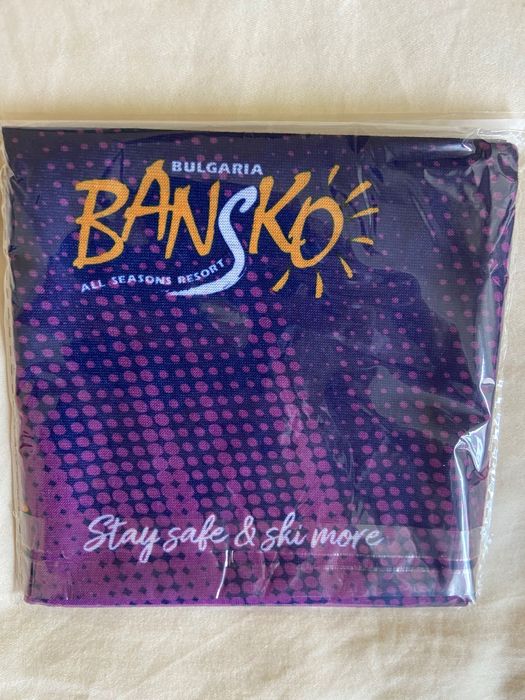 BULGARIA
BANSKO
ALL SEASONS RESORT
Stay safe & ski more